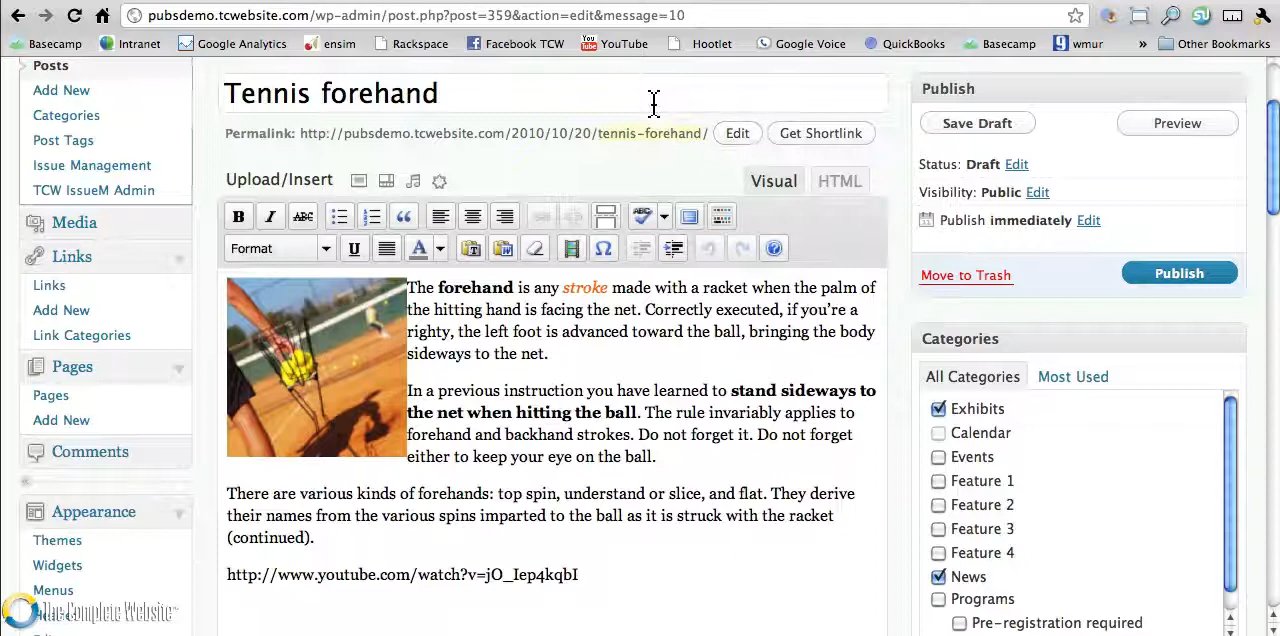 pubsdemo.tcwebsite.com/wp-admin/post.php?post=359&action=edit&message=10
Basecamp Intranet Google Analytics ensim Rackspace Facebook TCW YouTube Hootlet Google Voice QuickBooks Basecamp wmur » Other Bookmarks
Posts
Add New
Categories
Post Tags
Issue Management
TCW IssueM Admin
Media
Links
Links
Add New
Link Categories
Pages
Pages
Add New
Comments
Appearance
Themes
Widgets
Menus
The Complete Website
Tennis forehand
Permalink: http://pubsdemo.tcwebsite.com/2010/10/20/tennis-forehand/ Edit Get Shortlink
Upload/Insert Visual HTML
B I ABC ABC
Format U A T W Ω
The forehand is any stroke made with a racket when the palm of
the hitting hand is facing the net. Correctly executed, if you're a
righty, the left foot is advanced toward the ball, bringing the body
sideways to the net.
In a previous instruction you have learned to stand sideways to
the net when hitting the ball. The rule invariably applies to
forehand and backhand strokes. Do not forget it. Do not forget
either to keep your eye on the ball.
There are various kinds of forehands: top spin, understand or slice, and flat. They derive
their names from the various spins imparted to the ball as it is struck with the racket
(continued).
http://www.youtube.com/watch?v=jO_Iep4kqbI
Publish
Save Draft Preview
Status: Draft Edit
Visibility: Public Edit
Publish immediately Edit
Move to Trash Publish
Categories
All Categories Most Used
Exhibits
Calendar
Events
Feature 1
Feature 2
Feature 3
Feature 4
News
Programs
Pre-registration required